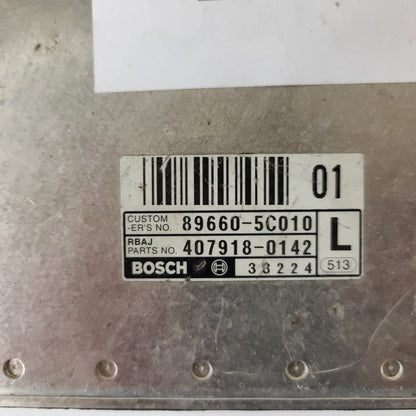 01
CUSTOM
-ER'S NO. 89660-5C010
RBAJ
PARTS NO. 407918-0142
L
BOSCH 33224 513